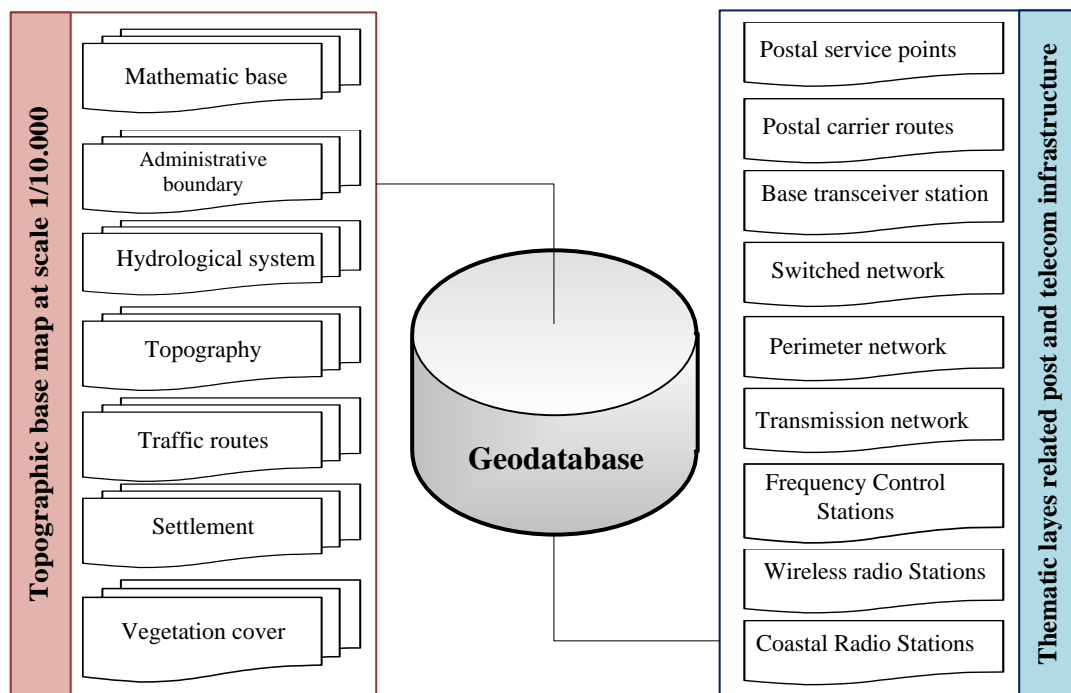 Topographic base map at scale 1/10.000
Mathematic base
Administrative
boundary
Hydrological system
Topography
Traffic routes
Settlement
Vegetation cover
Geodatabase
Postal service points
Postal carrier routes
Base transceiver station
Switched network
Perimeter network
Transmission network
Frequency Control
Stations
Wireless radio Stations
Coastal Radio Stations
Thematic layes related post and telecom infrastructure